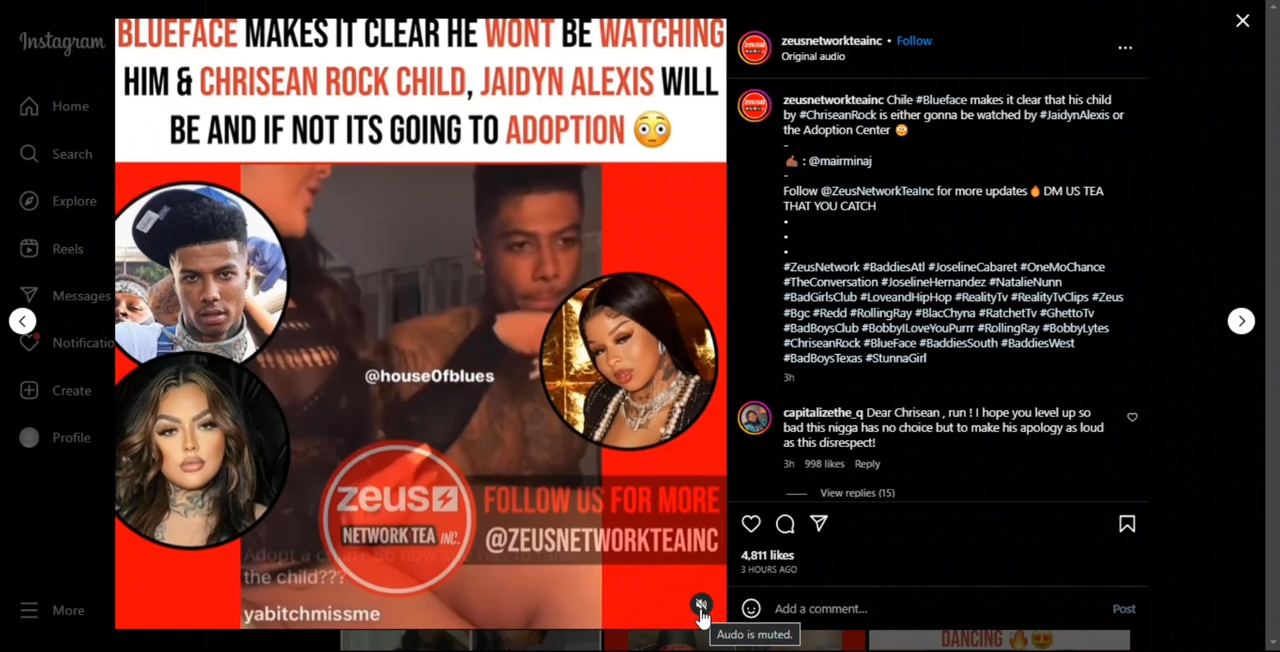 Instagram
Home
Search
Explore
Reels
Messages
Notificatio
Create
Profile
More
BLUEFACE MAKES IT CLEAR HE WONT BE WATCHING
HIM & CHRISEAN ROCK CHILD, JAIDYN ALEXIS WILL
BE AND IF NOT ITS GOING TO ADOPTION 😳
@house0fblues
zeus
NETWORK TEA INC.
FOLLOW US FOR MORE
@ZEUSNETWORKTEAINC
the child???
yabitchmissme
Audo is muted.
zeusnetworkteainc • Follow
Original audio
zeusnetworkteainc Chile #Blueface makes it clear that his child
by #ChriseanRock is either gonna be watched by #JaidynAlexis or
the Adoption Center 😳
-
✍🏾 : @mairminaj
-
Follow @ZeusNetworkTeaInc for more updates 🔥 DM US TEA
THAT YOU CATCH
•
•
•
#ZeusNetwork #BaddiesAtl #JoselineCabaret #OneMoChance
#TheConversation #JoselineHernandez #NatalieNunn
#BadGirlsClub #LoveandHipHop #RealityTv #RealityTvClips #Zeus
#Bgc #Redd #RollingRay #BlacChyna #RatchetTv #GhettoTv
#BadBoysClub #BobbyILoveYouPurrr #RollingRay #BobbyLytes
#ChriseanRock #BlueFace #BaddiesSouth #BaddiesWest
#BadBoysTexas #StunnaGirl
3h
capitalizethe_q Dear Chrisean , run ! I hope you level up so
bad this nigga has no choice but to make his apology as loud
as this disrespect!
3h 998 likes Reply
View replies (15)
4,811 likes
3 HOURS AGO
Add a comment... Post
DANCING 🔥😍